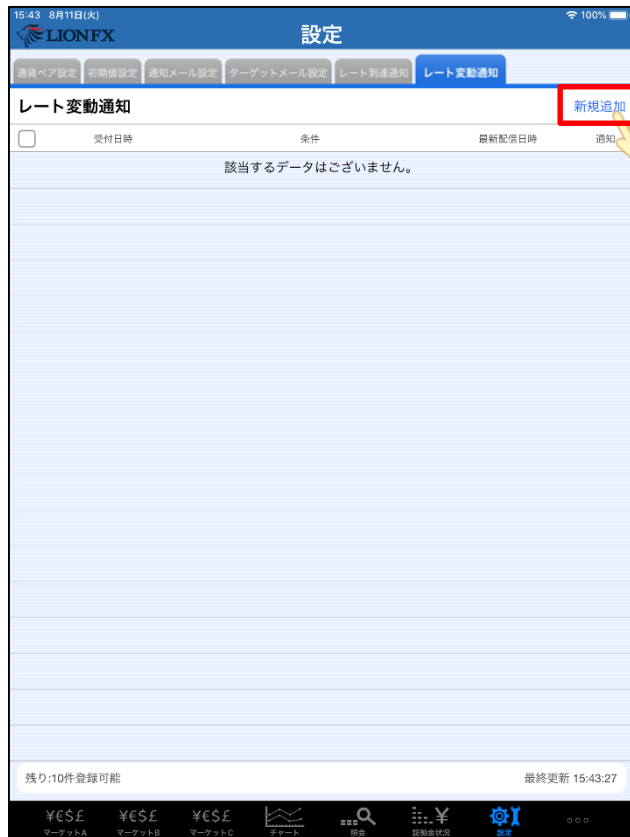 15:43 8月11日(火) 100%
LION FX 設定
通貨ペア設定 初期値設定 通知メール設定 ターゲットメール設定 レート到達通知 レート変動通知
レート変動通知 新規追加
受付日時 条件 最新配信日時 通知
該当するデータはございません。
残り:10件登録可能 最終更新 15:43:27
¥€$£ ¥€$£ ¥€$£ ¥
マーケットA マーケットB マーケットC チャート 照会 証拠金状況 設定